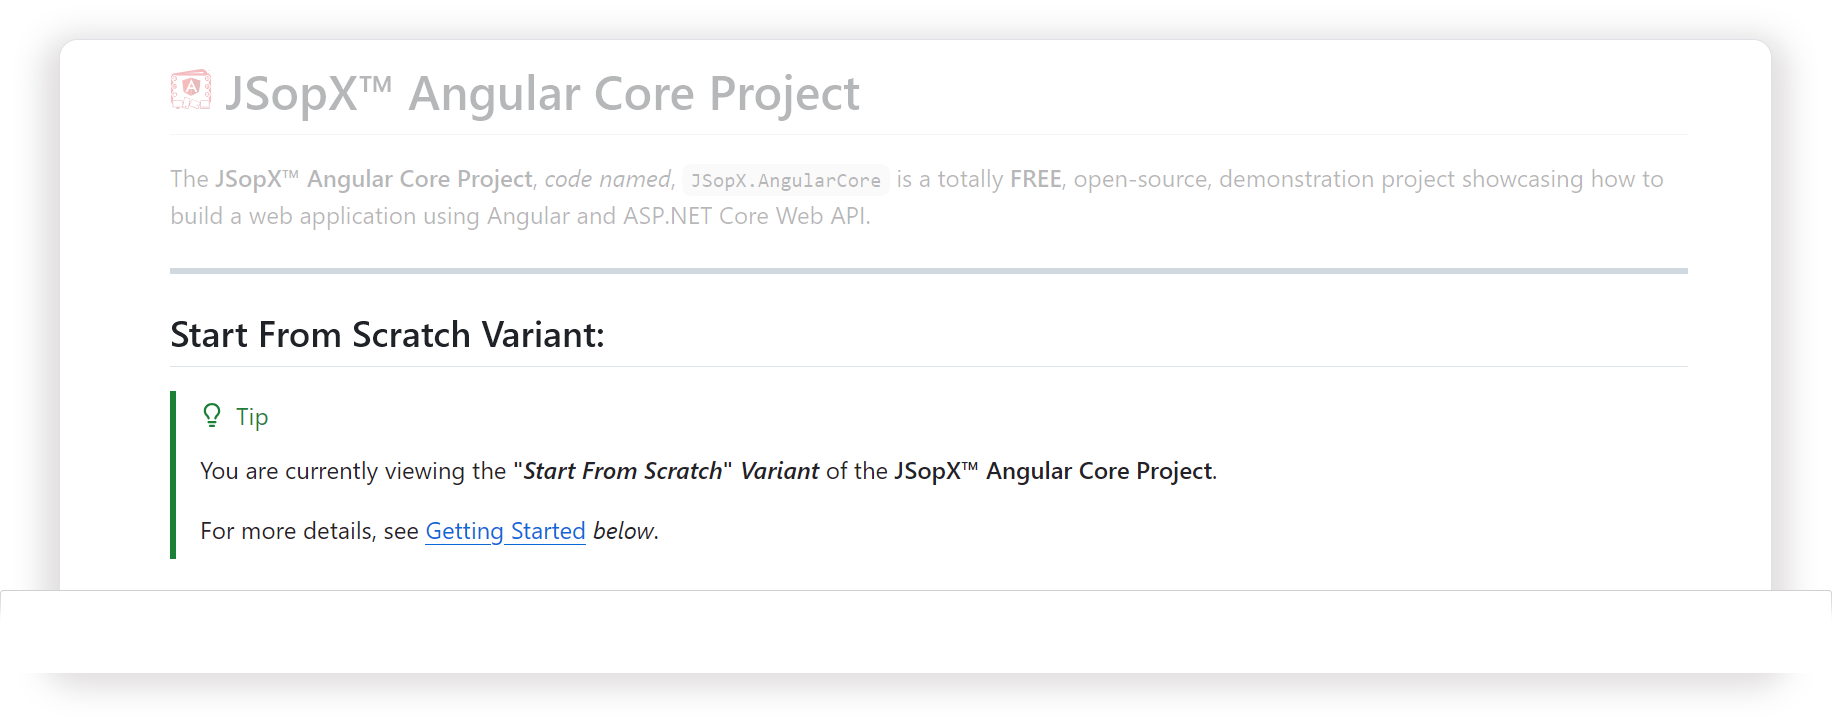 JSopX™ Angular Core Project
The JSopX™ Angular Core Project, code named, JSopX.AngularCore is a totally FREE, open-source, demonstration project showcasing how to
build a web application using Angular and ASP.NET Core Web API.
Start From Scratch Variant:
Tip
You are currently viewing the "Start From Scratch" Variant of the JSopX™ Angular Core Project.
For more details, see Getting Started below.